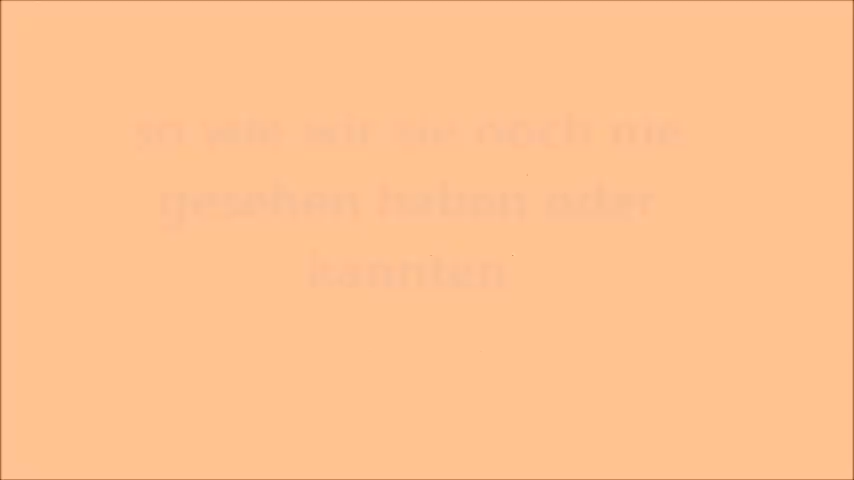 so wie wir sie noch nie
gesehen haben oder
kannten